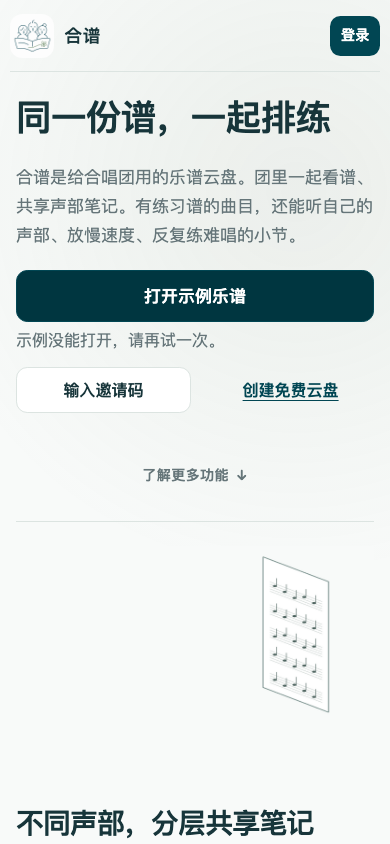 合谱
登录
同一份谱，一起排练
合谱是给合唱团用的乐谱云盘。团里一起看谱、
共享声部笔记。有练习谱的曲目，还能听自己的
声部、放慢速度、反复练难唱的小节。
打开示例乐谱
示例没能打开，请再试一次。
输入邀请码
创建免费云盘
了解更多功能 ↓
不同声部，分层共享笔记